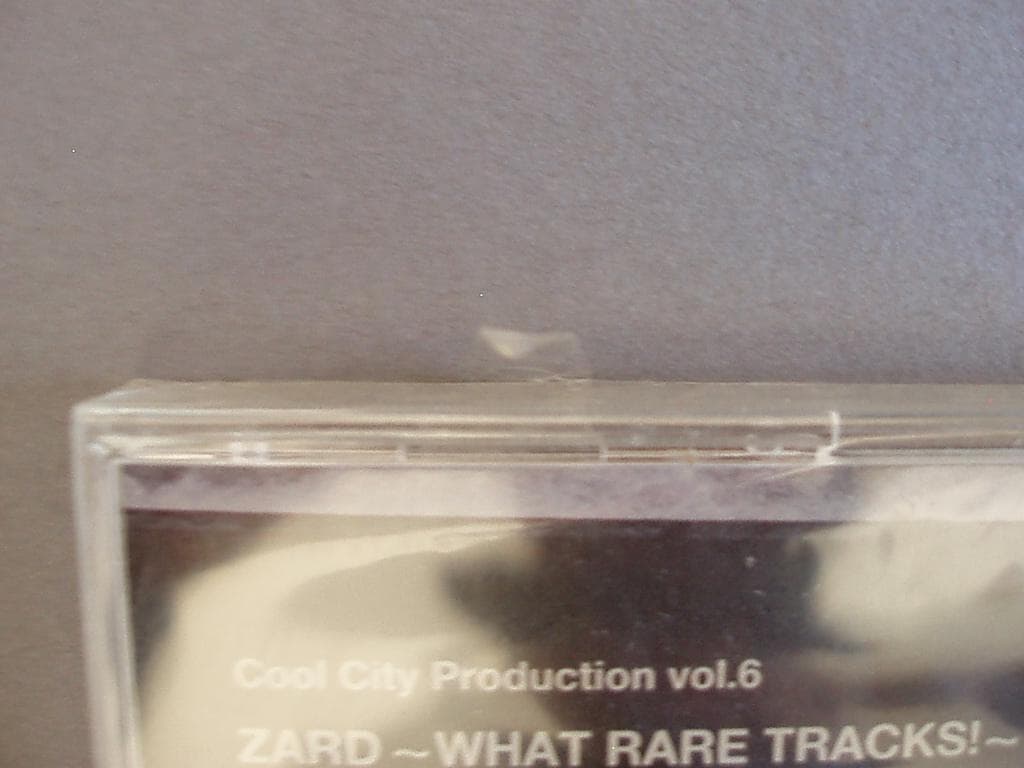 Cool City Production vol.6
ZARD ~WHAT RARE TRACKS!~